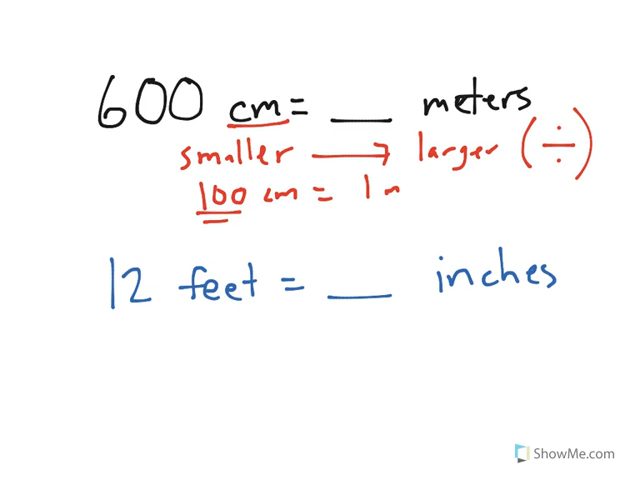 600 cm = ___ meters
smaller → larger (÷)
100 cm = 1 m
12 feet = ___ inches
ShowMe.com